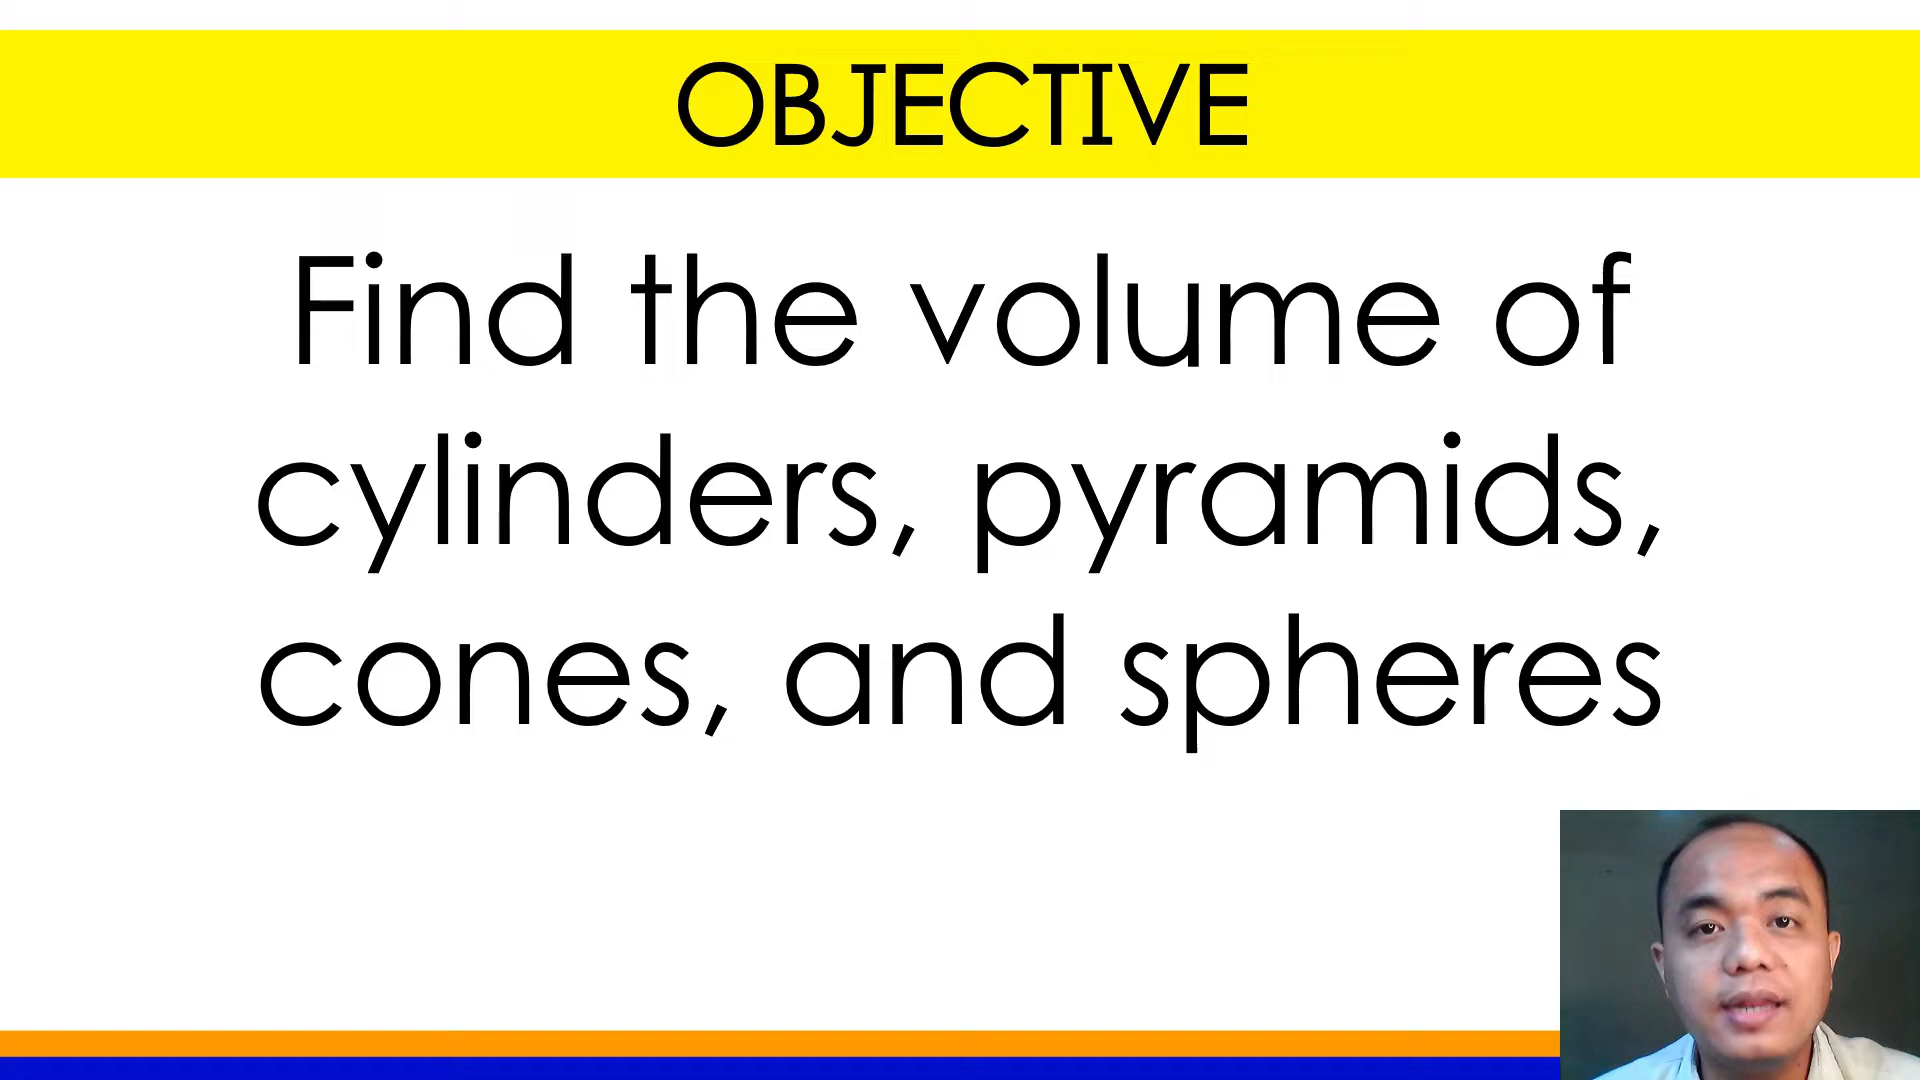 OBJECTIVE
Find the volume of
cylinders, pyramids,
cones, and spheres